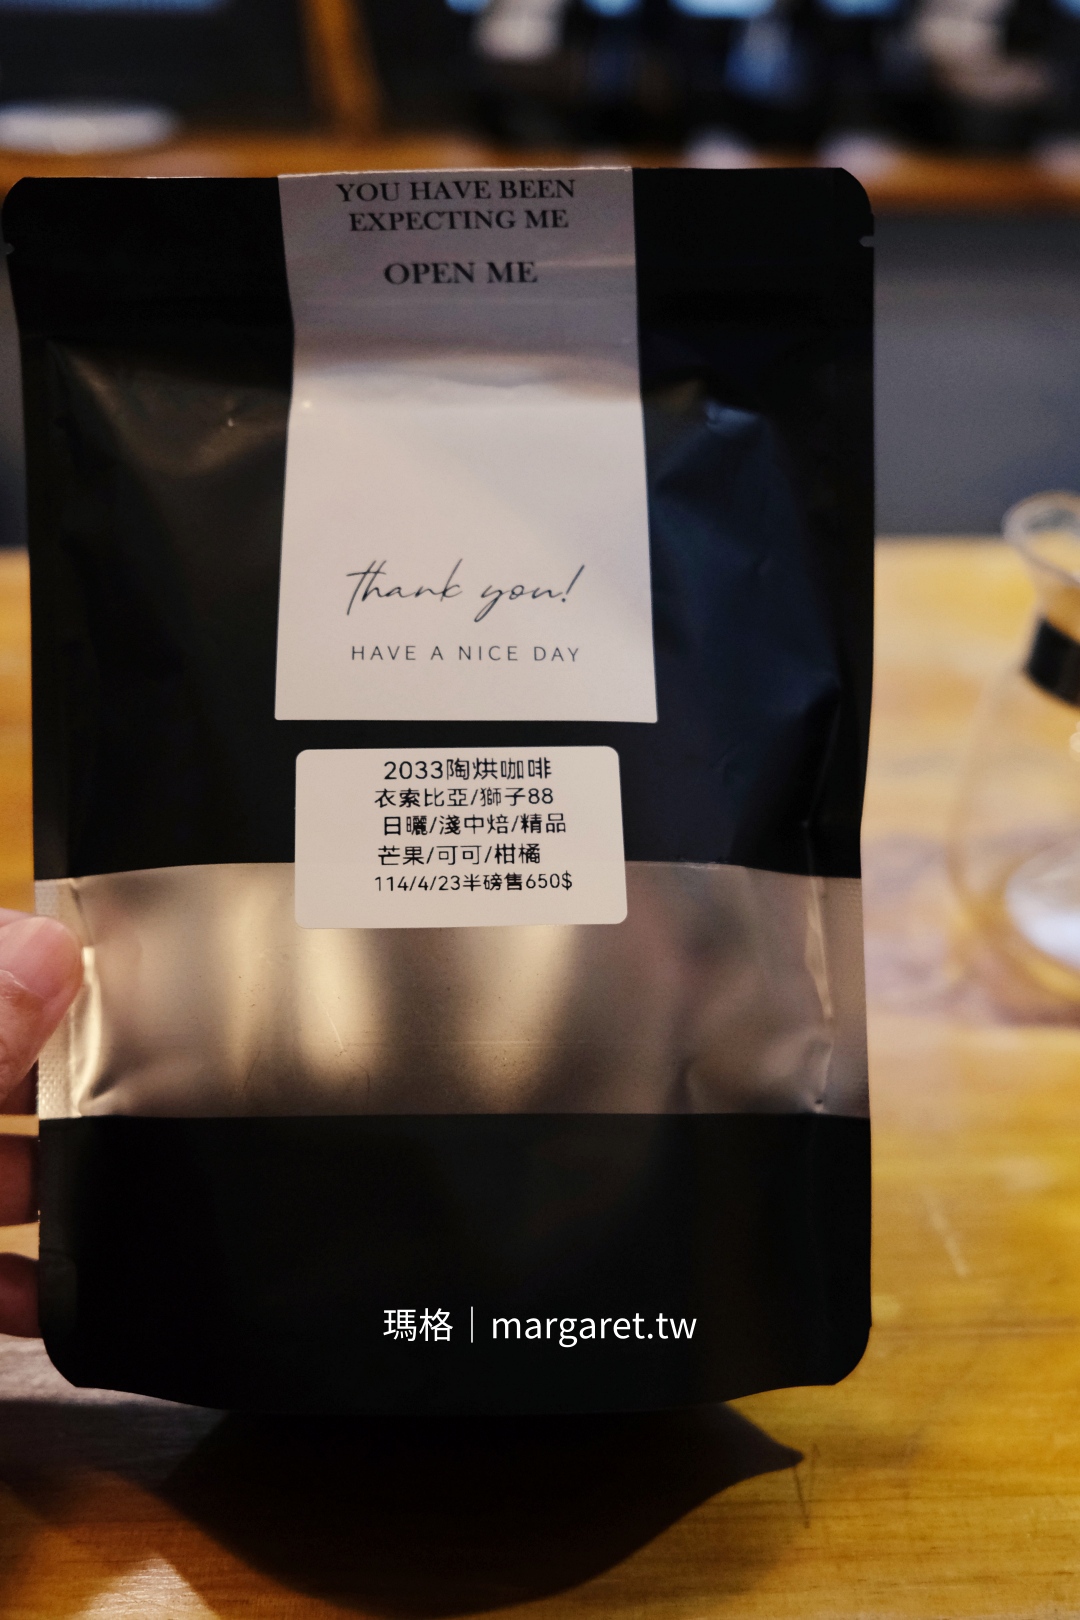 YOU HAVE BEEN
EXPECTING ME
OPEN ME
thank you!
HAVE A NICE DAY
2033陶烘咖啡
衣索比亞/獅子88
日曬/淺中焙/精品
芒果/可可/柑橘
114/4/23半磅售650$
瑪格｜margaret.tw